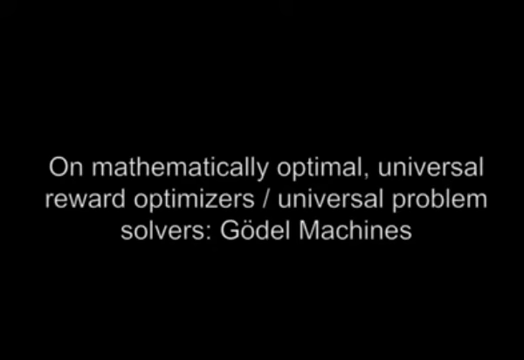 On mathematically optimal, universal
reward optimizers / universal problem
solvers: Gödel Machines